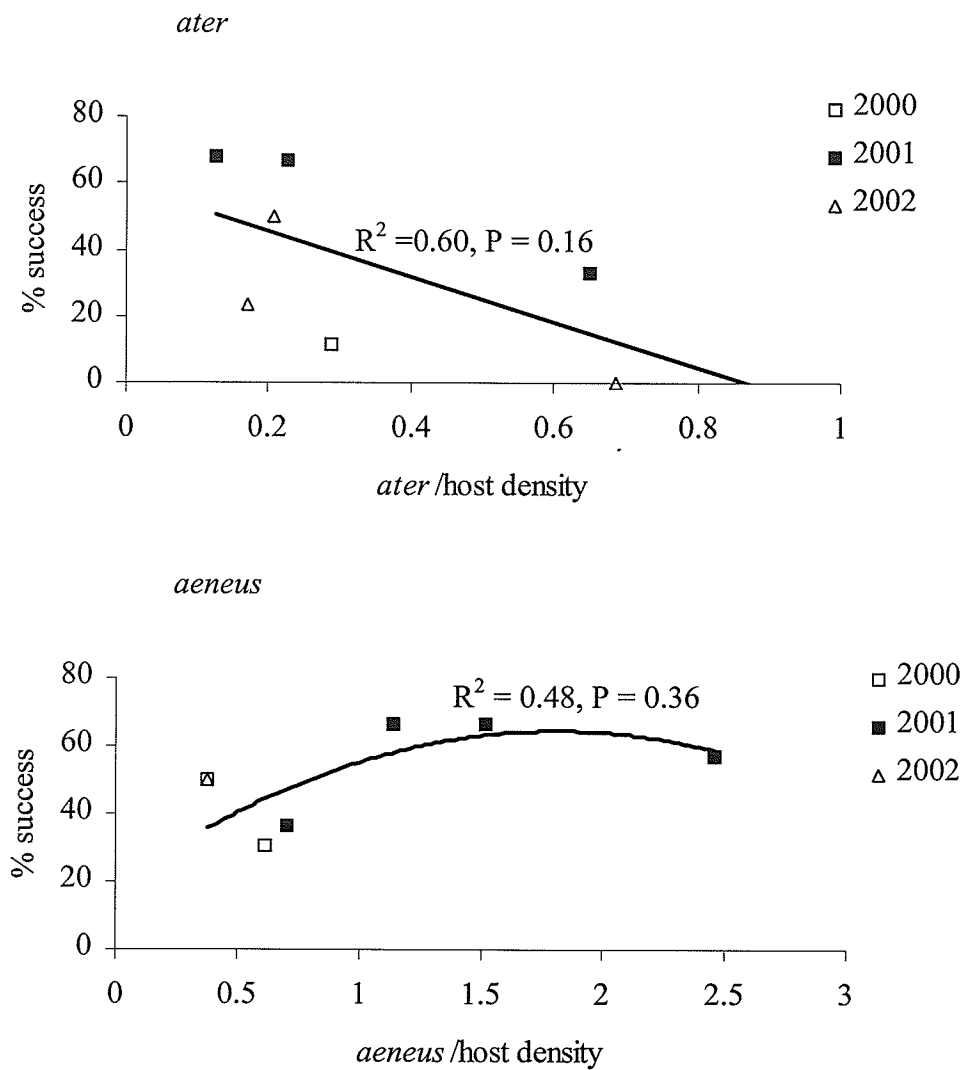 ater
2000
2001
2002
80
60
40
20
0
% success
R² =0.60, P = 0.16
0 0.2 0.4 0.6 0.8 1
ater /host density
aeneus
2000
2001
2002
80
60
40
20
0
% success
R² = 0.48, P = 0.36
0 0.5 1 1.5 2 2.5 3
aeneus /host density